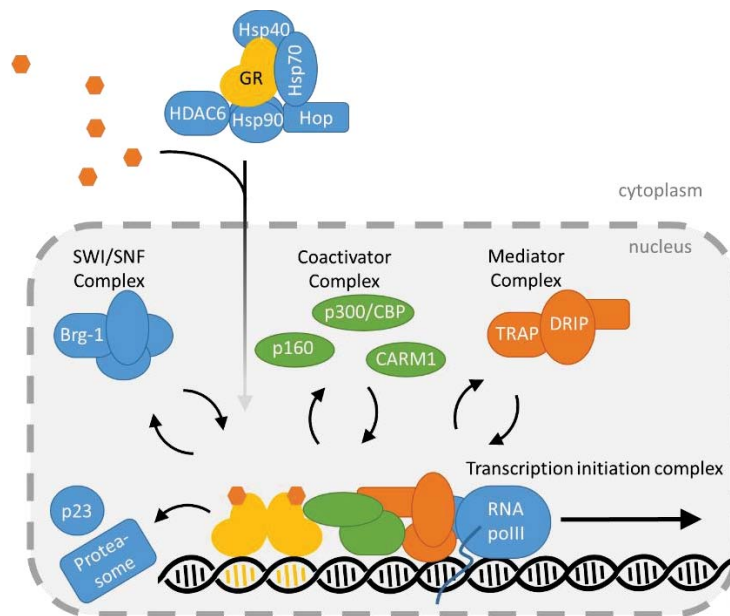 Hsp40
GR
Hsp70
HDAC6
Hsp90
Hop
cytoplasm
nucleus
SWI/SNF
Complex
Brg-1
Coactivator
Complex
p300/CBP
p160
CARM1
Mediator
Complex
TRAP
DRIP
Transcription initiation complex
p23
Protea-
some
RNA
polII